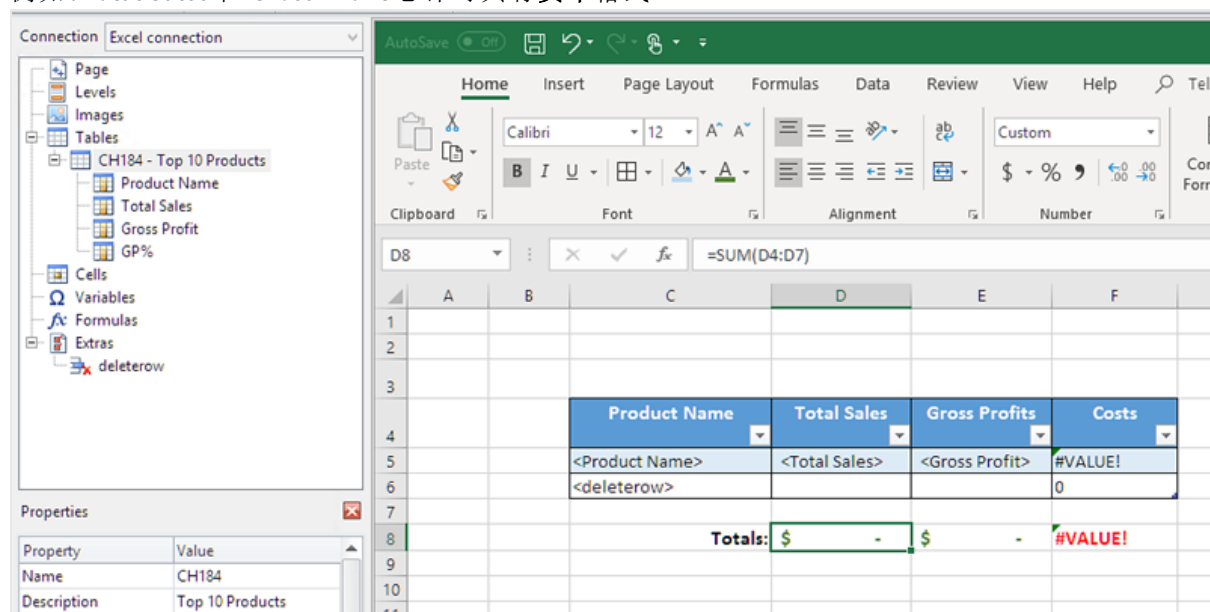 Connection Excel connection
Page
Levels
Images
Tables
CH184 - Top 10 Products
Product Name
Total Sales
Gross Profit
GP%
Cells
Variables
Formulas
Extras
deleterow
Properties
Property Value
Name CH184
Description Top 10 Products
AutoSave Off
Home Insert Page Layout Formulas Data Review View Help Tel
Paste Calibri 12 A A ab Custom
B I U A $ % , .00 .00
Clipboard Font Alignment Number
D8 fx =SUM(D4:D7)
A B C D E F
1
2
3
4 Product Name Total Sales Gross Profits Costs
5 <Product Name> <Total Sales> <Gross Profit> #VALUE!
6 <deleterow> 0
7
8 Totals: $ - $ - #VALUE!
9
10